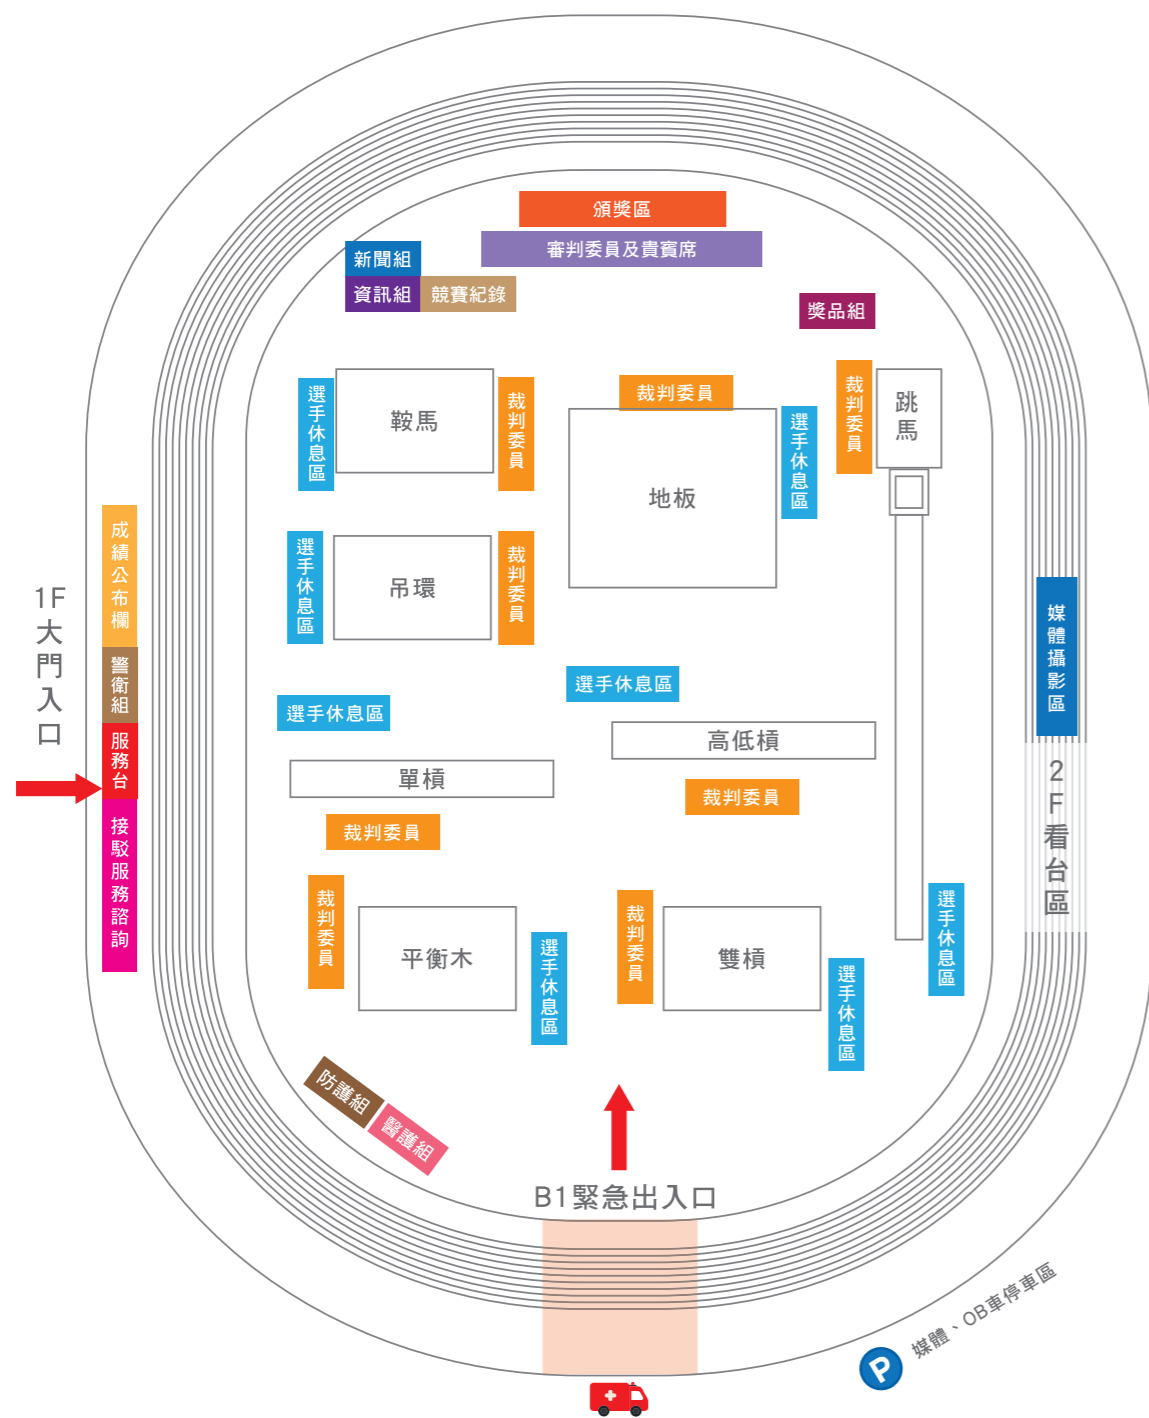 頒獎區
審判委員及貴賓席
新聞組
資訊組
競賽紀錄
獎品組
選手休息區
鞍馬
裁判委員
裁判委員
地板
選手休息區
裁判委員
跳馬
選手休息區
吊環
裁判委員
成績公布欄
警衛組
服務台
接駁服務諮詢
1F大門入口
媒體攝影區
2F看台區
選手休息區
選手休息區
高低槓
單槓
裁判委員
裁判委員
裁判委員
平衡木
選手休息區
裁判委員
雙槓
選手休息區
選手休息區
防護組
醫護組
B1緊急出入口
媒體、OB車停車區
P